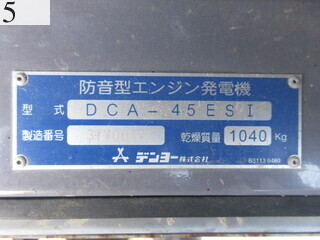 5
防音型エンジン発電機
型式 DCA-45ESI
製造番号 乾燥質量 1040 Kg
デンヨー株式会社